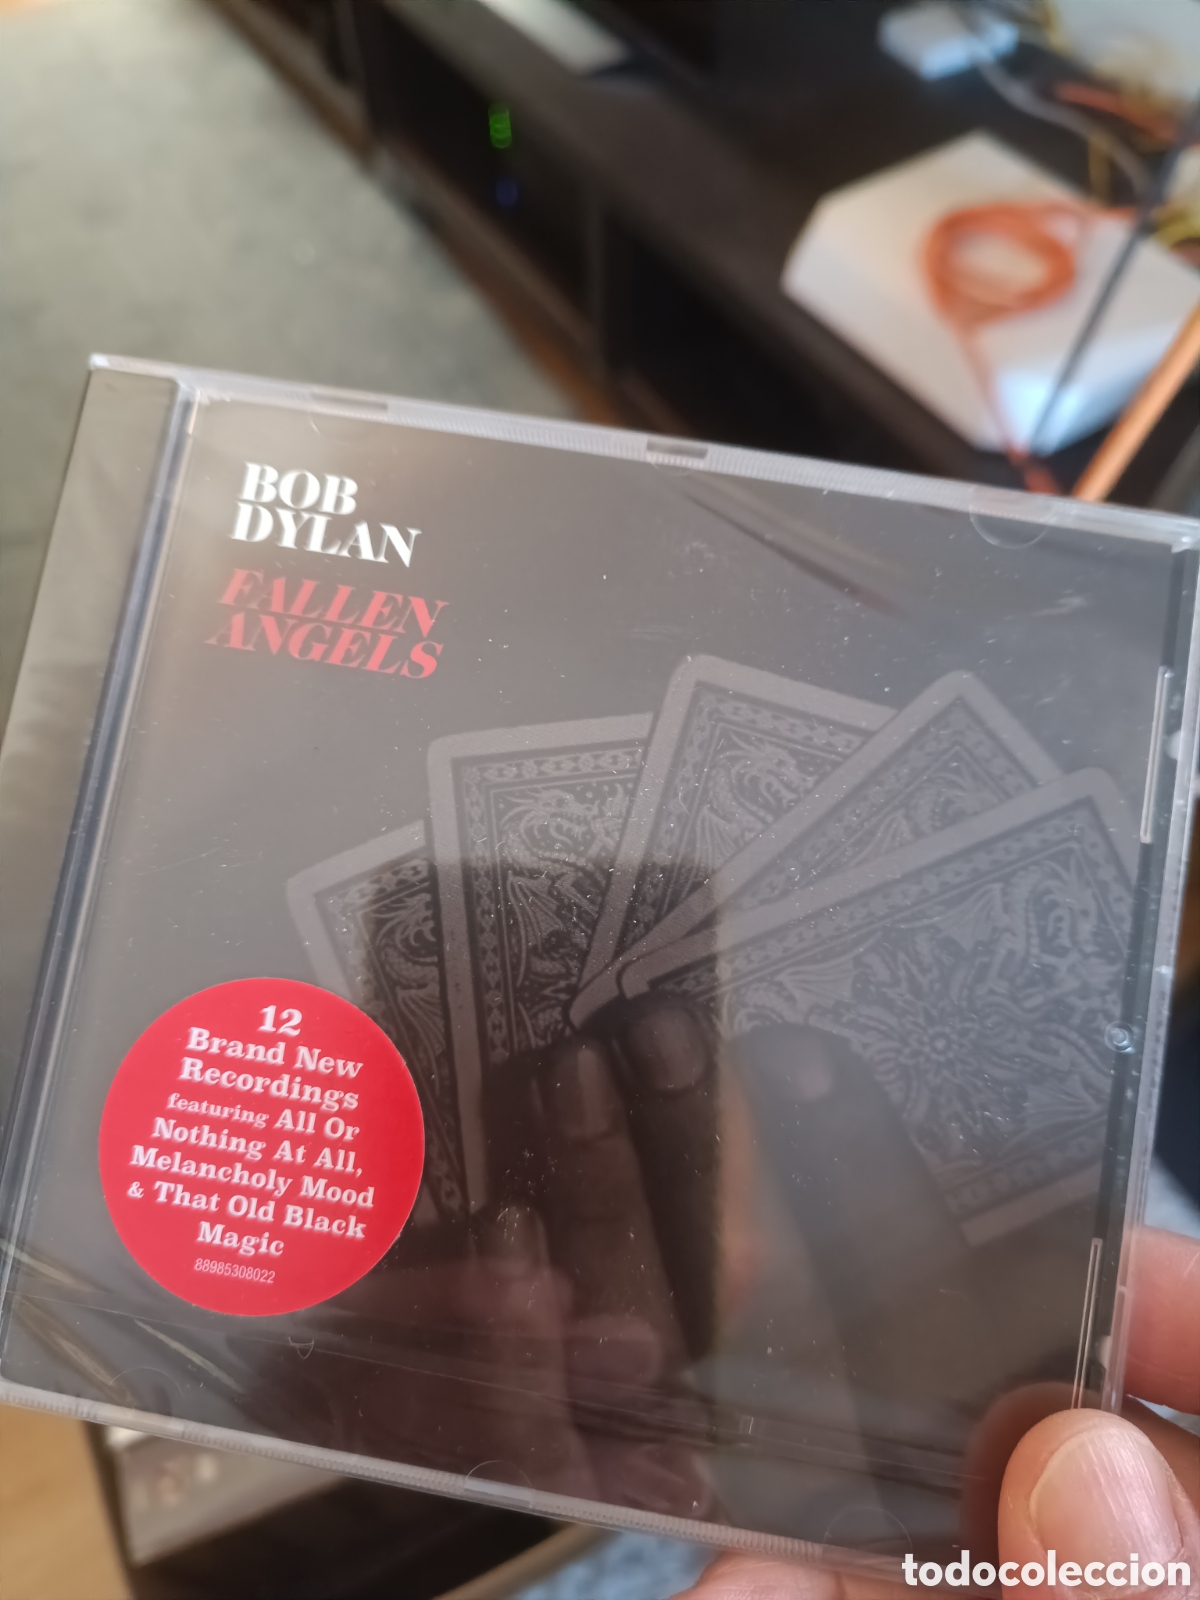 BOB
DYLAN
FALLEN
ANGELS
12
Brand New
Recordings
featuring All Or
Nothing At All,
Melancholy Mood
& That Old Black
Magic
88985308022
todocoleccion